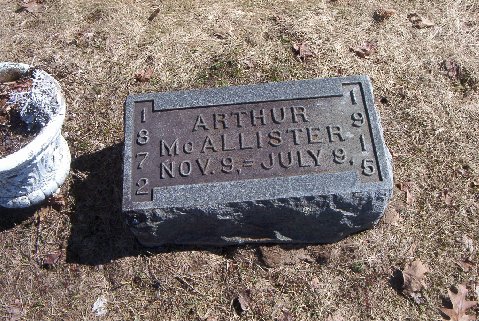 1872
ARTHUR
McALLISTER
NOV. 9.= JULY 9.
1915